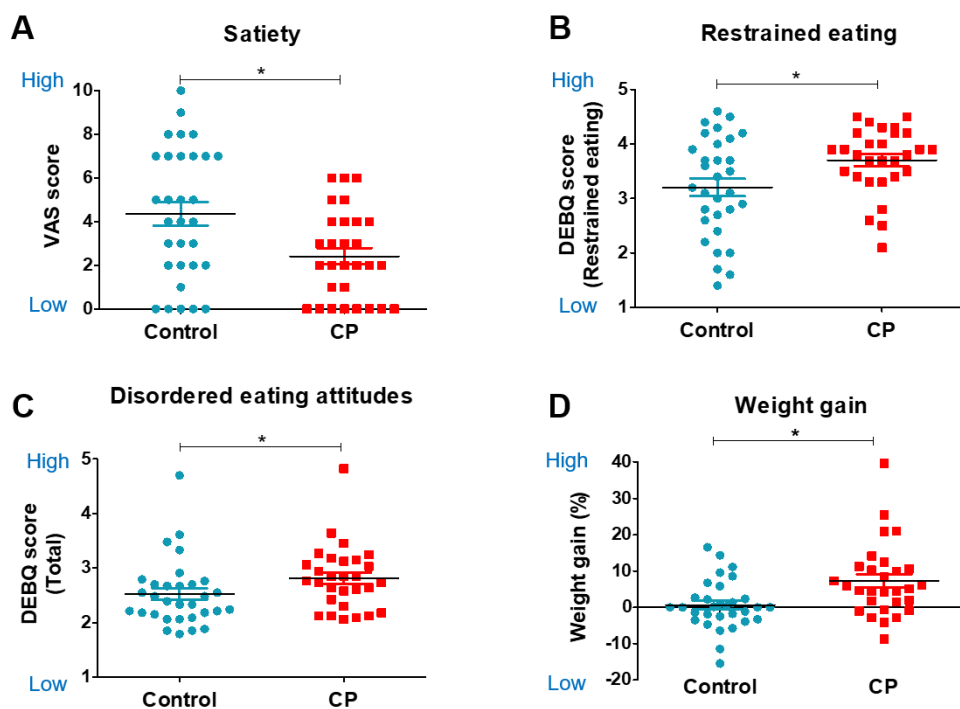 A
Satiety
*
High
10
8
6
4
2
0
Low
VAS score
Control
CP
B
Restrained eating
*
High
5
4
3
2
1
Low
DEBQ score
(Restrained eating)
Control
CP
C
Disordered eating attitudes
*
High
5
4
3
2
1
Low
DEBQ score
(Total)
Control
CP
D
Weight gain
*
High
40
30
20
10
0
-10
-20
Low
Weight gain (%)
Control
CP